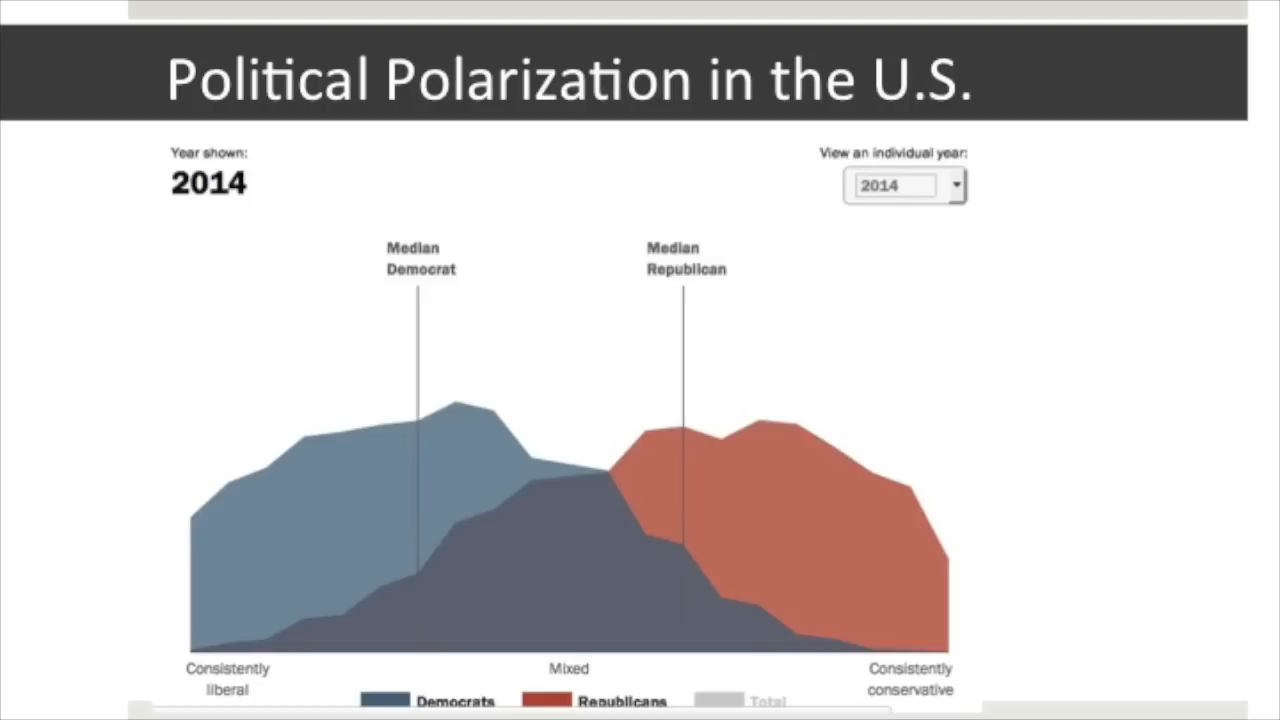 Political Polarization in the U.S.
Year shown:
2014
View an individual year:
2014
Median
Democrat
Median
Republican
Consistently
liberal
Mixed
Consistently
conservative
Democrats
Republicans
Total